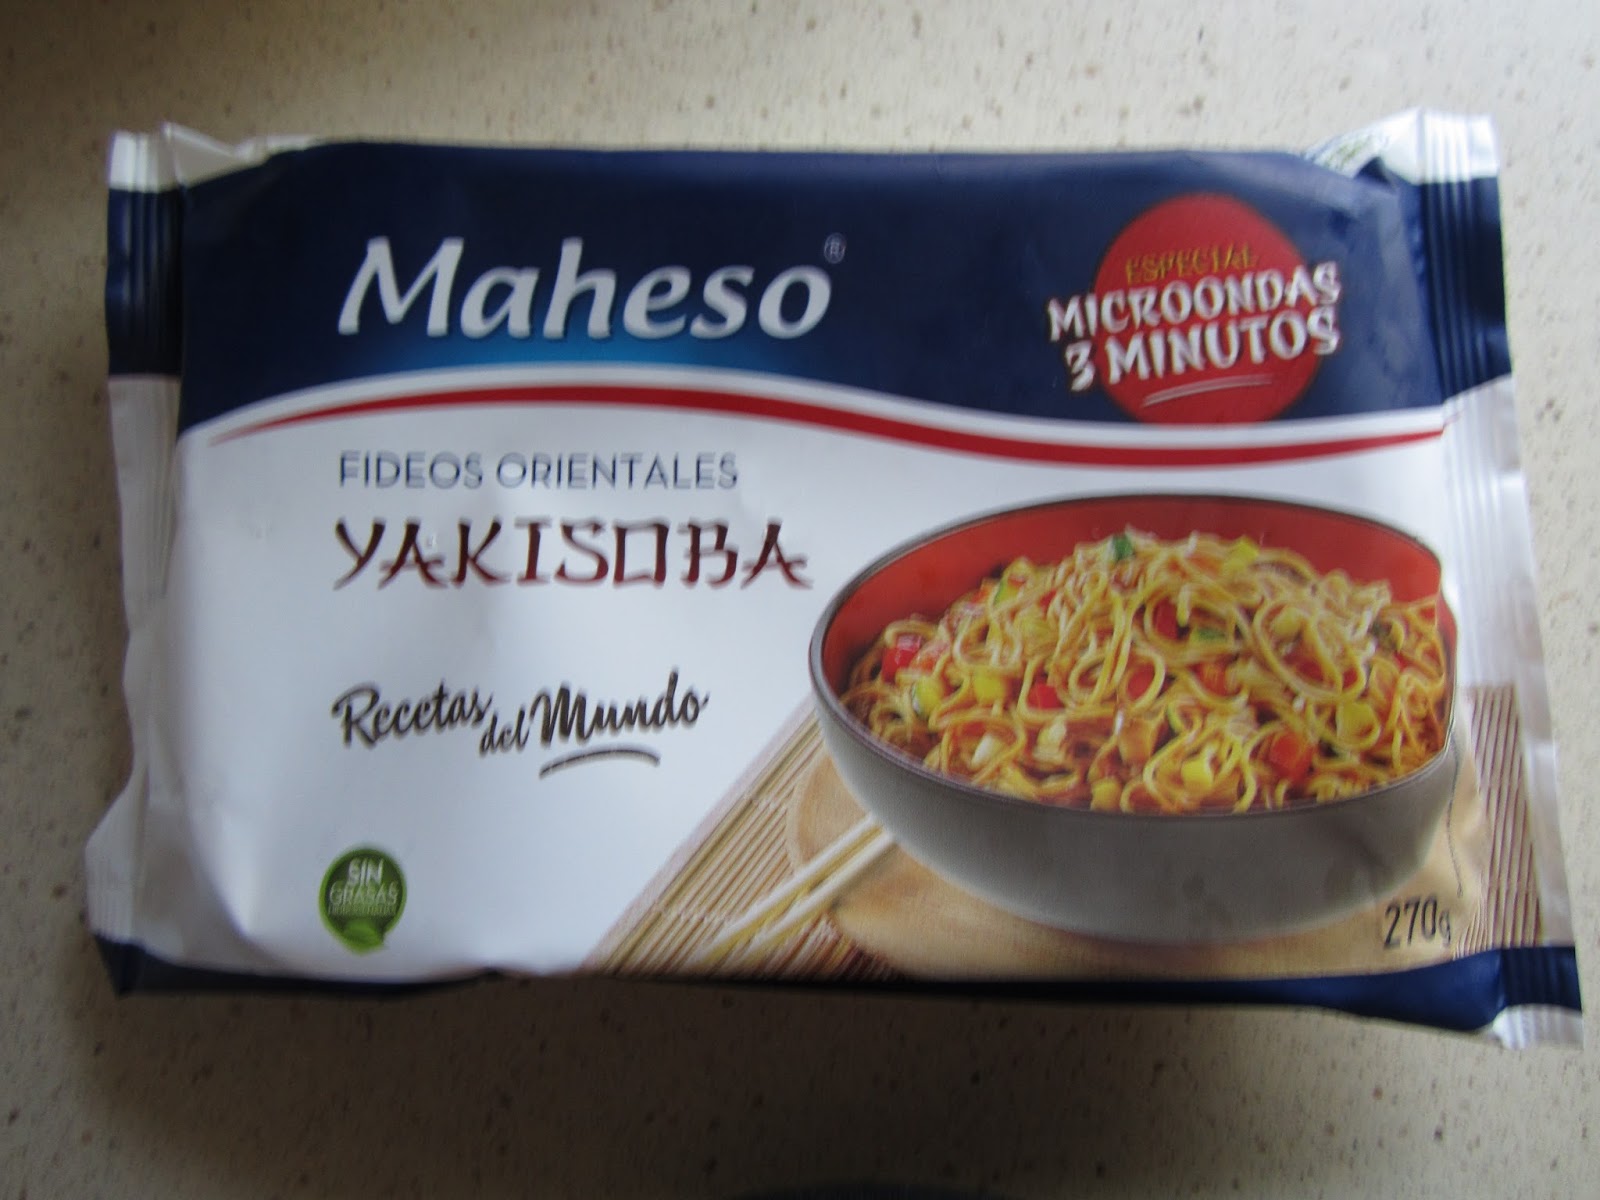 Maheso®
ESPECIAL
MICROONDAS
3 MINUTOS
FIDEOS ORIENTALES
YAKISOBA
Recetas
del Mundo
SIN
GRASAS
270g